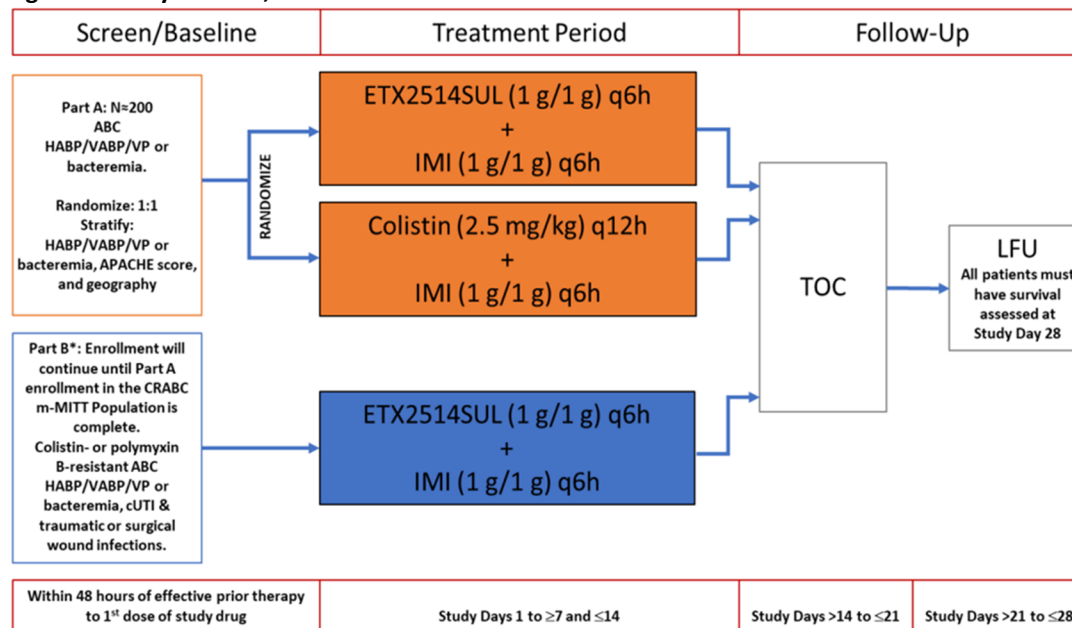 Screen/Baseline
Treatment Period
Follow-Up
Part A: N≈200
ABC
HABP/VABP/VP or
bacteremia.
Randomize: 1:1
Stratify:
HABP/VABP/VP or
bacteremia, APACHE score,
and geography
RANDOMIZE
ETX2514SUL (1 g/1 g) q6h
+
IMI (1 g/1 g) q6h
Colistin (2.5 mg/kg) q12h
+
IMI (1 g/1 g) q6h
Part B*: Enrollment will
continue until Part A
enrollment in the CRABC
m-MITT Population is
complete.
Colistin- or polymyxin
B-resistant ABC
HABP/VABP/VP or
bacteremia, cUTI &
traumatic or surgical
wound infections.
ETX2514SUL (1 g/1 g) q6h
+
IMI (1 g/1 g) q6h
TOC
LFU
All patients must
have survival
assessed at
Study Day 28
Within 48 hours of effective prior therapy
to 1st dose of study drug
Study Days 1 to ≥7 and ≤14
Study Days >14 to ≤21
Study Days >21 to ≤28